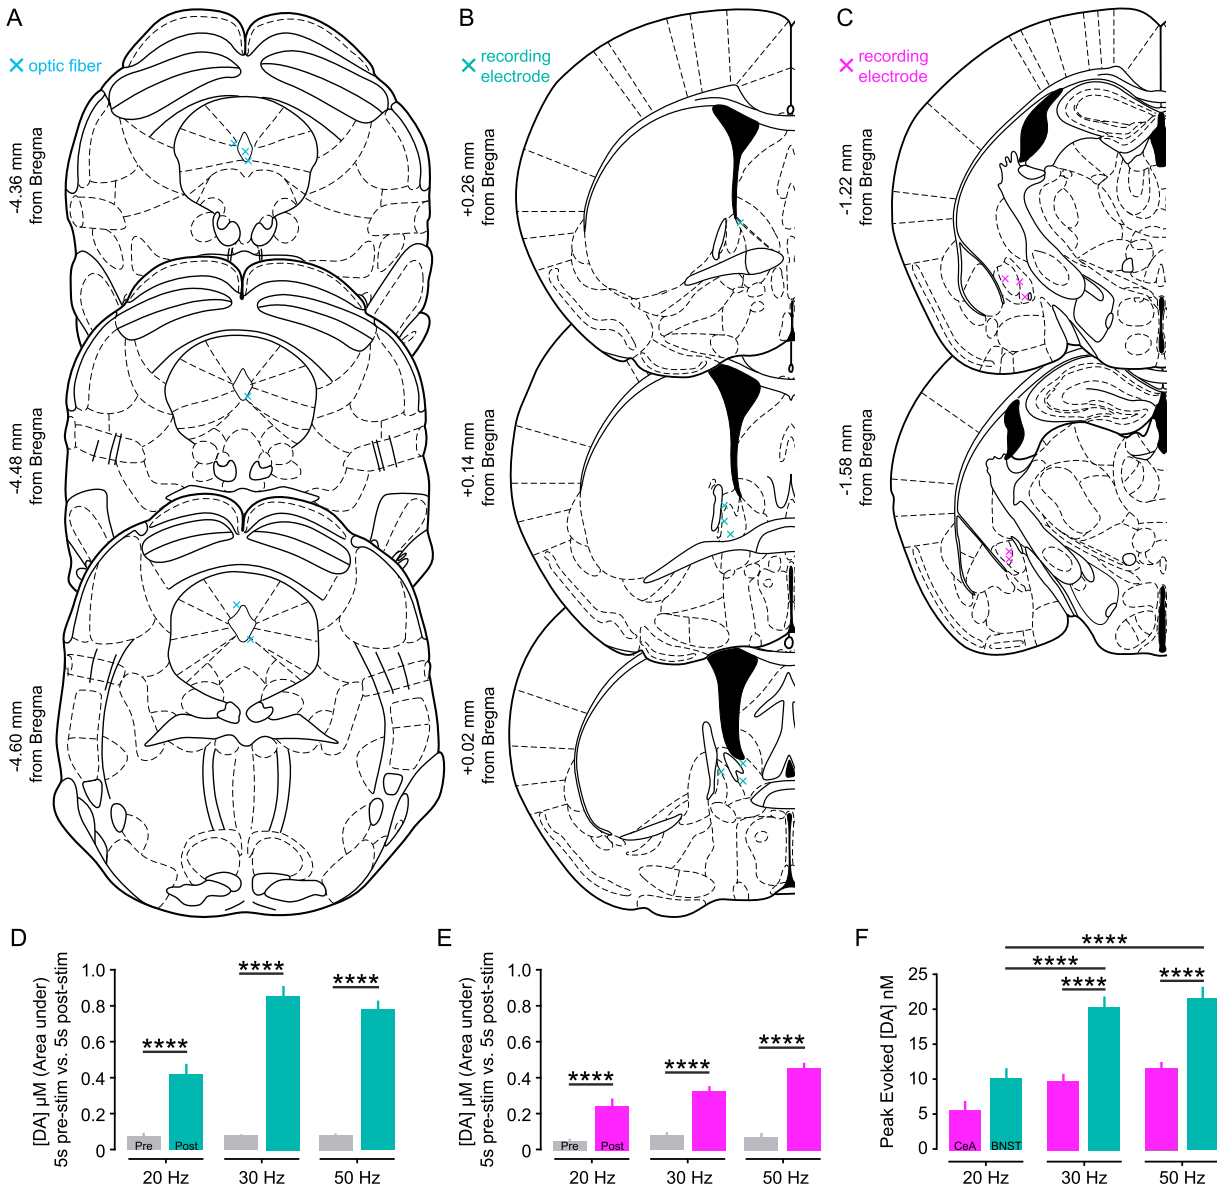 A
× optic fiber
-4.36 mm
from Bregma
-4.48 mm
from Bregma
-4.60 mm
from Bregma
B
× recording
electrode
+0.26 mm
from Bregma
+0.14 mm
from Bregma
+0.02 mm
from Bregma
C
× recording
electrode
-1.22 mm
from Bregma
-1.58 mm
from Bregma
D
[DA] µM (Area under)
5s pre-stim vs. 5s post-stim
1.0
0.8
0.6
0.4
0.2
0
****
****
****
Pre
Post
20 Hz
30 Hz
50 Hz
E
[DA] µM (Area under)
5s pre-stim vs. 5s post-stim
1.0
0.8
0.6
0.4
0.2
0
****
****
****
Pre
Post
20 Hz
30 Hz
50 Hz
F
Peak Evoked [DA] nM
25
20
15
10
5
0
****
****
****
****
CeA
BNST
20 Hz
30 Hz
50 Hz